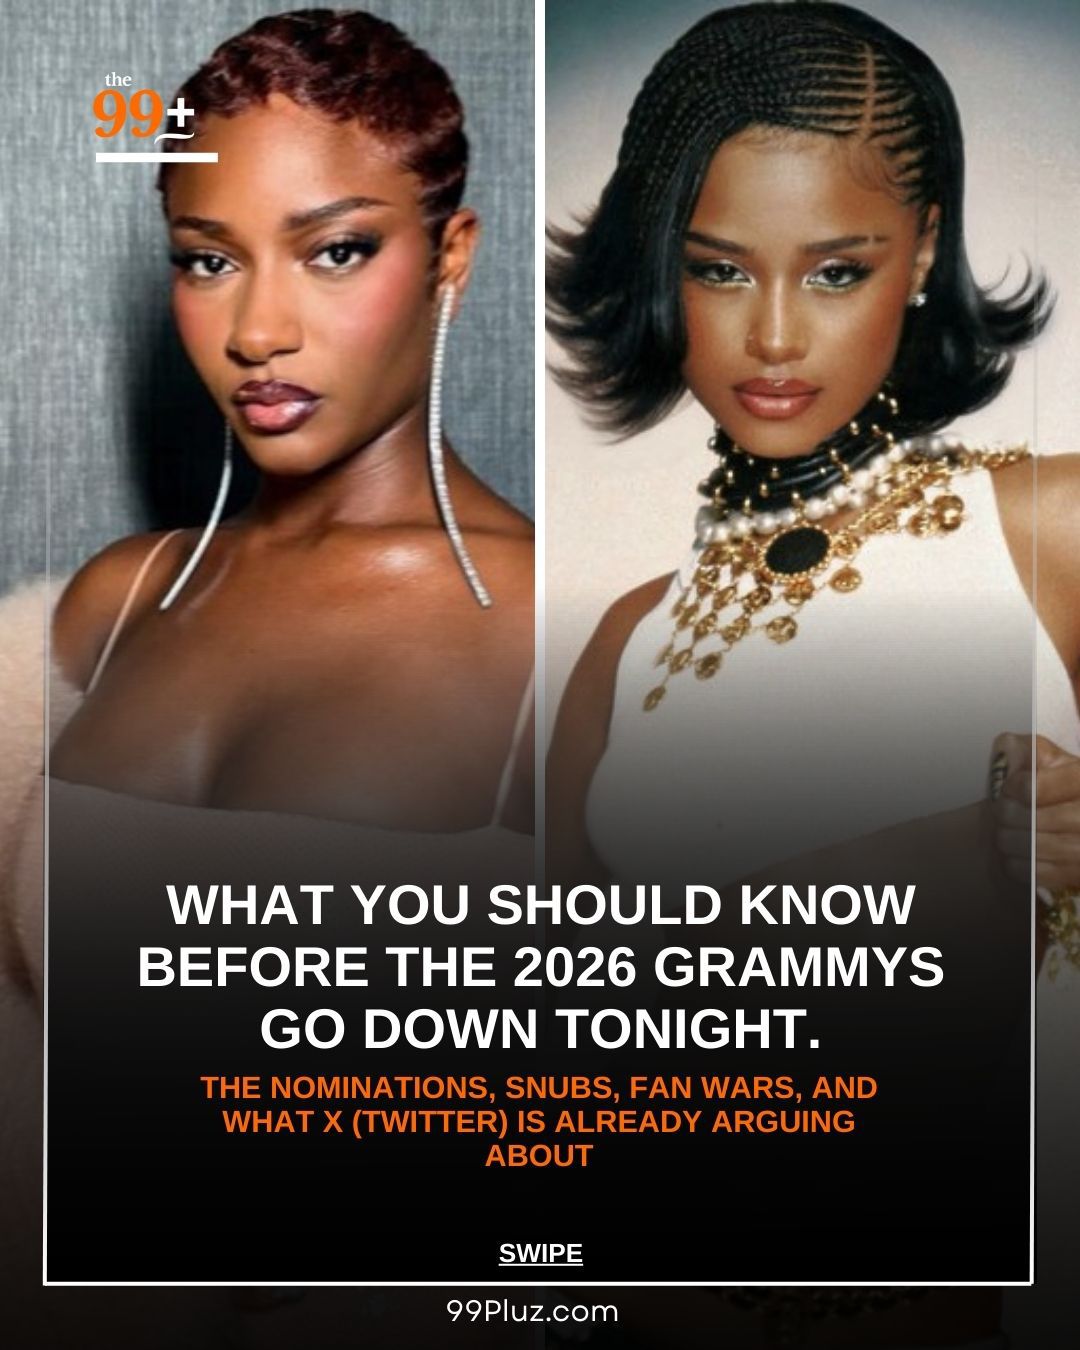 the
99+
WHAT YOU SHOULD KNOW
BEFORE THE 2026 GRAMMYS
GO DOWN TONIGHT.
THE NOMINATIONS, SNUBS, FAN WARS, AND
WHAT X (TWITTER) IS ALREADY ARGUING
ABOUT
SWIPE
99Pluz.com